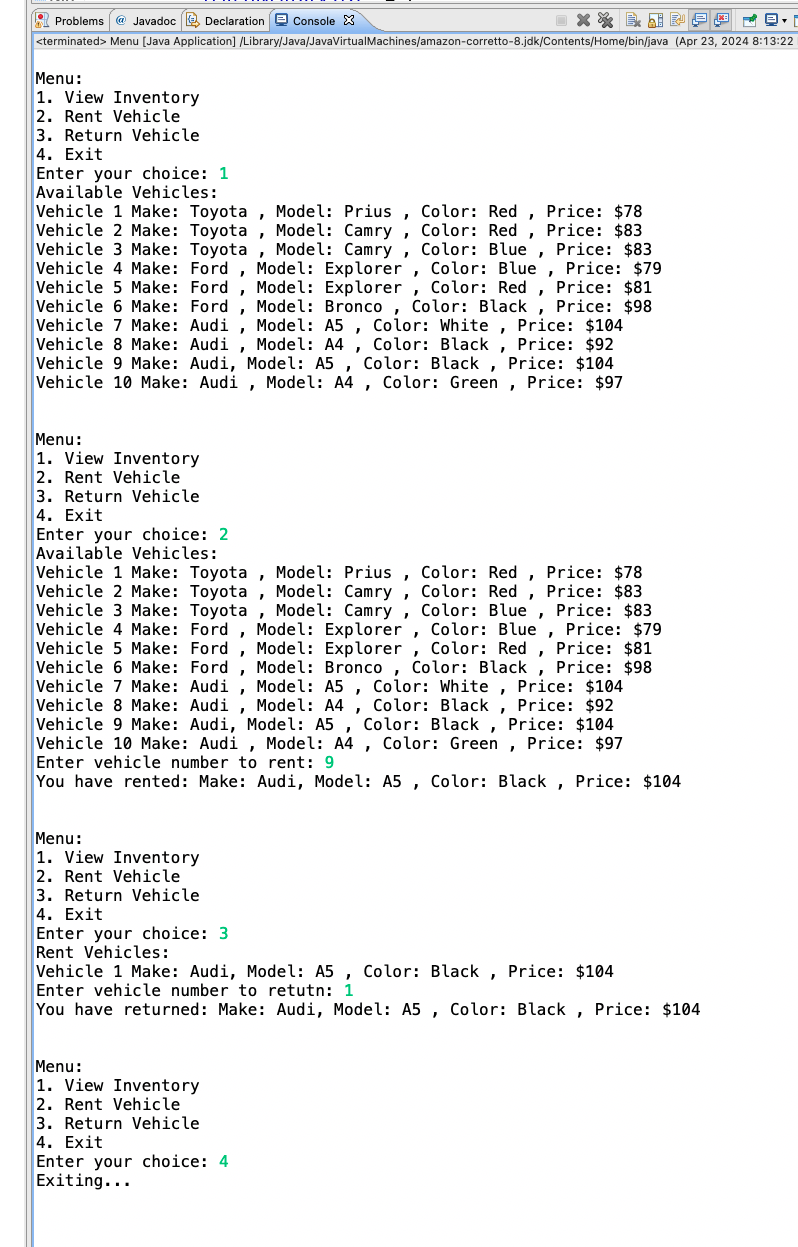 Problems @ Javadoc Declaration Console
<terminated> Menu [Java Application] /Library/Java/JavaVirtualMachines/amazon-corretto-8.jdk/Contents/Home/bin/java (Apr 23, 2024 8:13:22
Menu:
1. View Inventory
2. Rent Vehicle
3. Return Vehicle
4. Exit
Enter your choice: 1
Available Vehicles:
Vehicle 1 Make: Toyota , Model: Prius , Color: Red , Price: $78
Vehicle 2 Make: Toyota , Model: Camry , Color: Red , Price: $83
Vehicle 3 Make: Toyota , Model: Camry , Color: Blue , Price: $83
Vehicle 4 Make: Ford , Model: Explorer , Color: Blue , Price: $79
Vehicle 5 Make: Ford , Model: Explorer , Color: Red , Price: $81
Vehicle 6 Make: Ford , Model: Bronco , Color: Black , Price: $98
Vehicle 7 Make: Audi , Model: A5 , Color: White , Price: $104
Vehicle 8 Make: Audi , Model: A4 , Color: Black , Price: $92
Vehicle 9 Make: Audi, Model: A5 , Color: Black , Price: $104
Vehicle 10 Make: Audi , Model: A4 , Color: Green , Price: $97
Menu:
1. View Inventory
2. Rent Vehicle
3. Return Vehicle
4. Exit
Enter your choice: 2
Available Vehicles:
Vehicle 1 Make: Toyota , Model: Prius , Color: Red , Price: $78
Vehicle 2 Make: Toyota , Model: Camry , Color: Red , Price: $83
Vehicle 3 Make: Toyota , Model: Camry , Color: Blue , Price: $83
Vehicle 4 Make: Ford , Model: Explorer , Color: Blue , Price: $79
Vehicle 5 Make: Ford , Model: Explorer , Color: Red , Price: $81
Vehicle 6 Make: Ford , Model: Bronco , Color: Black , Price: $98
Vehicle 7 Make: Audi , Model: A5 , Color: White , Price: $104
Vehicle 8 Make: Audi , Model: A4 , Color: Black , Price: $92
Vehicle 9 Make: Audi, Model: A5 , Color: Black , Price: $104
Vehicle 10 Make: Audi , Model: A4 , Color: Green , Price: $97
Enter vehicle number to rent: 9
You have rented: Make: Audi, Model: A5 , Color: Black , Price: $104
Menu:
1. View Inventory
2. Rent Vehicle
3. Return Vehicle
4. Exit
Enter your choice: 3
Rent Vehicles:
Vehicle 1 Make: Audi, Model: A5 , Color: Black , Price: $104
Enter vehicle number to retutn: 1
You have returned: Make: Audi, Model: A5 , Color: Black , Price: $104
Menu:
1. View Inventory
2. Rent Vehicle
3. Return Vehicle
4. Exit
Enter your choice: 4
Exiting...